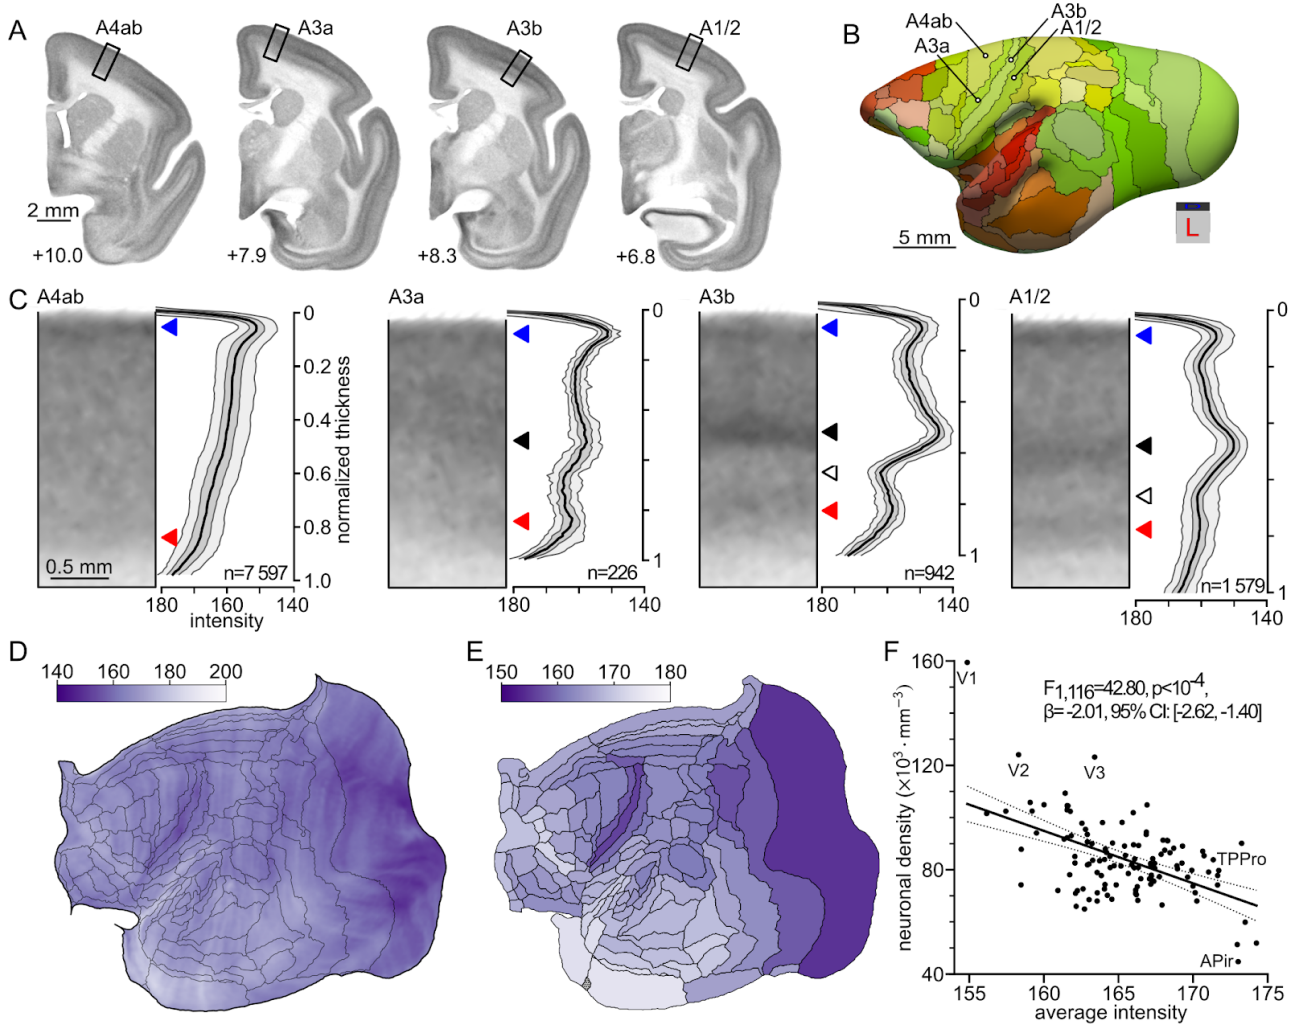 A
A4ab
A3a
A3b
A1/2
2 mm
+10.0
+7.9
+8.3
+6.8
B
A4ab
A3a
A3b
A1/2
5 mm
L
C
A4ab
0.5 mm
n=7 597
180 160 140
intensity
0
0.2
0.4
0.6
0.8
1.0
normalized thickness
A3a
n=226
180 140
0
1
A3b
n=942
180 140
0
1
A1/2
n=1 579
180 140
0
1
D
140 160 180 200
E
150 160 170 180
F
160
120
80
40
neuronal density (×10³ · mm⁻³)
F1,116=42.80, p<10⁻⁴,
β= -2.01, 95% CI: [-2.62, -1.40]
V1
V2
V3
TPPro
APir
155 160 165 170 175
average intensity